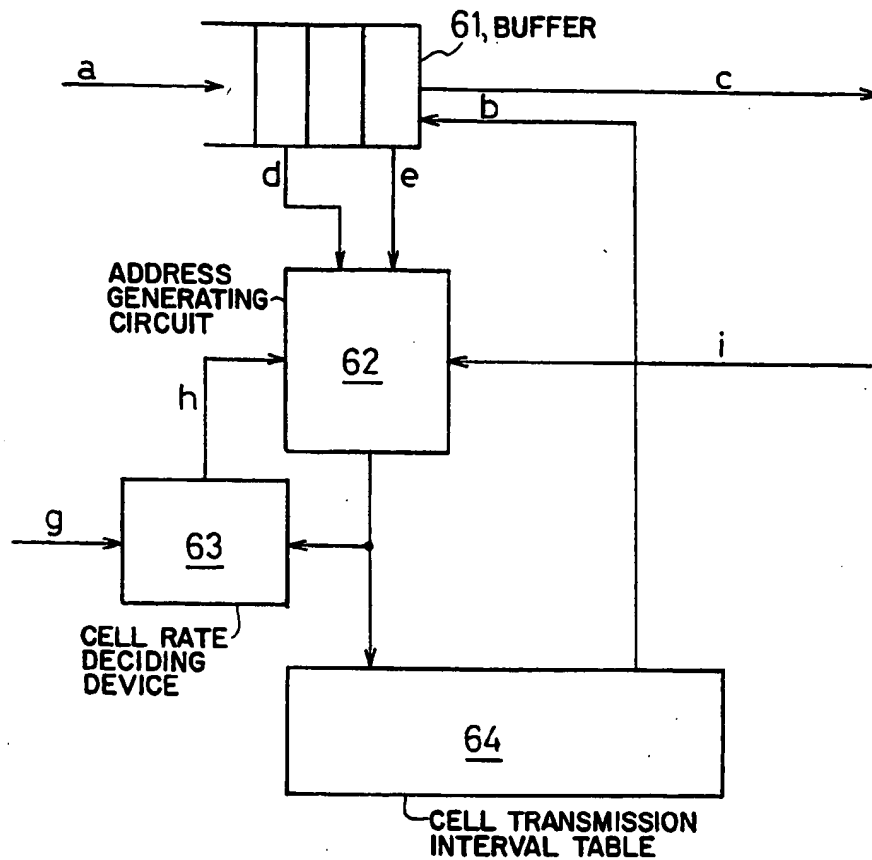 61, BUFFER
a
c
b
d
e
ADDRESS
GENERATING
CIRCUIT
62
i
h
g
63
CELL RATE
DECIDING
DEVICE
64
CELL TRANSMISSION
INTERVAL TABLE